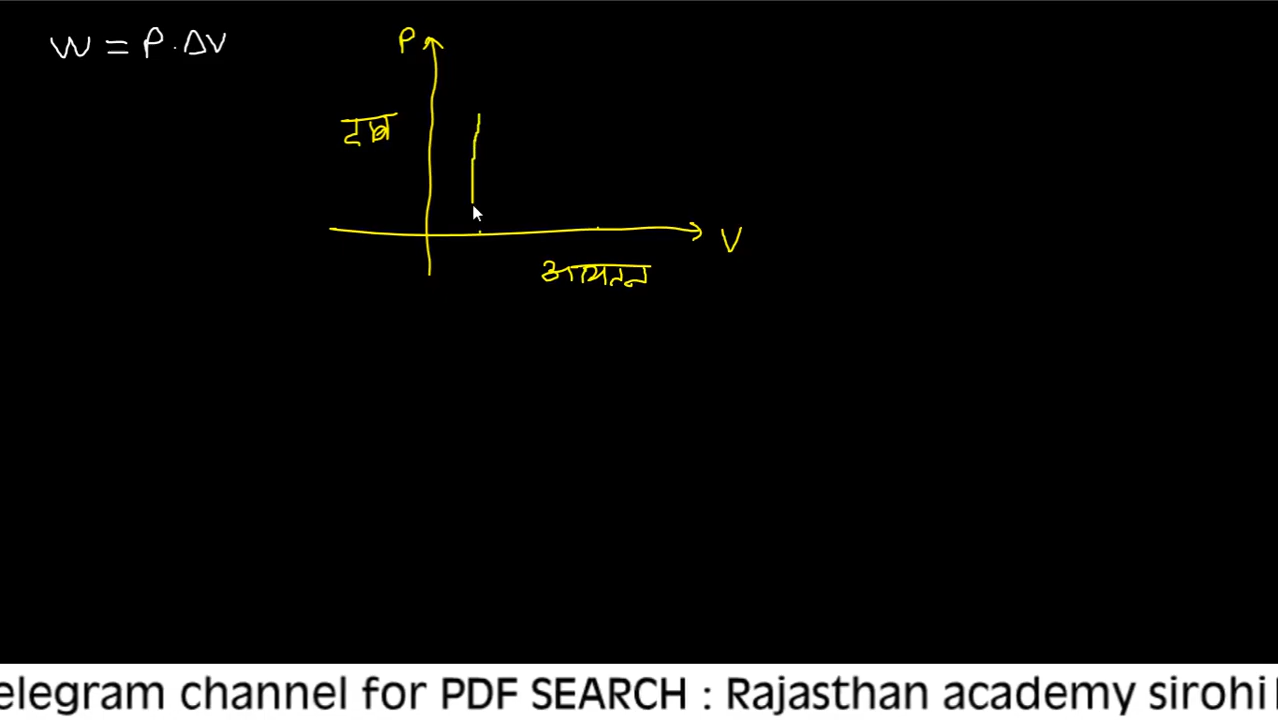 W = P·ΔV
P
दाब
V
आयतन
elegram channel for PDF SEARCH : Rajasthan academy sirohi